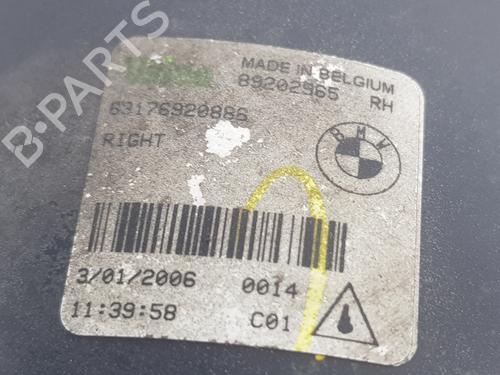 MADE IN BELGIUM
89202965 RH
63176920886
RIGHT
BMW
3/01/2006 0014
11:39:58 C01
B-PARTS